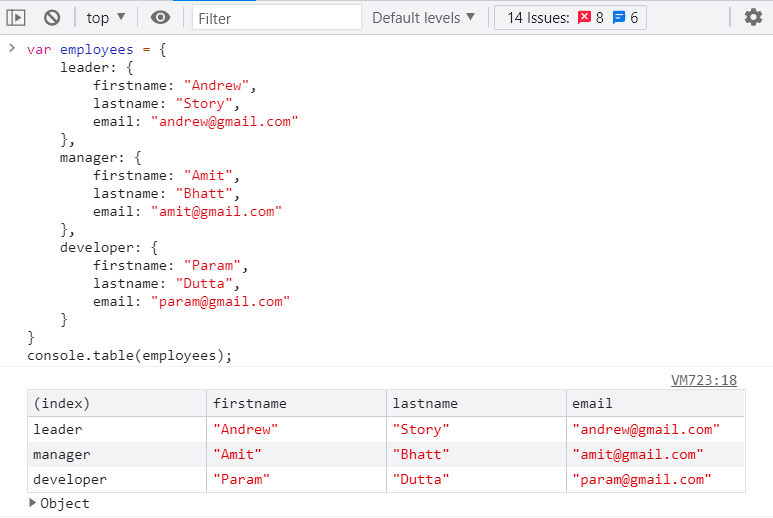 top ▼ Filter Default levels ▼ 14 Issues: 8 6
var employees = {
    leader: {
        firstname: "Andrew",
        lastname: "Story",
        email: "andrew@gmail.com"
    },
    manager: {
        firstname: "Amit",
        lastname: "Bhatt",
        email: "amit@gmail.com"
    },
    developer: {
        firstname: "Param",
        lastname: "Dutta",
        email: "param@gmail.com"
    }
}
console.table(employees);
VM723:18
(index) firstname lastname email
leader "Andrew" "Story" "andrew@gmail.com"
manager "Amit" "Bhatt" "amit@gmail.com"
developer "Param" "Dutta" "param@gmail.com"
▶ Object